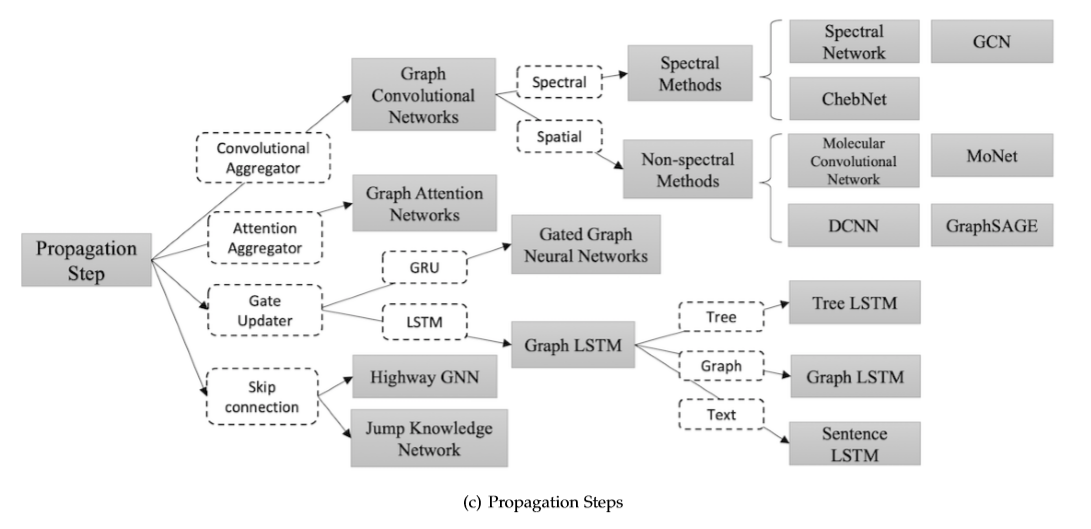 Propagation
Step
Convolutional
Aggregator
Attention
Aggregator
Gate
Updater
Skip
connection
Graph
Convolutional
Networks
Graph Attention
Networks
GRU
LSTM
Highway GNN
Jump Knowledge
Network
Spectral
Spatial
Gated Graph
Neural Networks
Graph LSTM
Spectral
Methods
Non-spectral
Methods
Tree
Graph
Text
Spectral
Network
GCN
ChebNet
Molecular
Convolutional
Network
MoNet
DCNN
GraphSAGE
Tree LSTM
Graph LSTM
Sentence
LSTM
(c) Propagation Steps